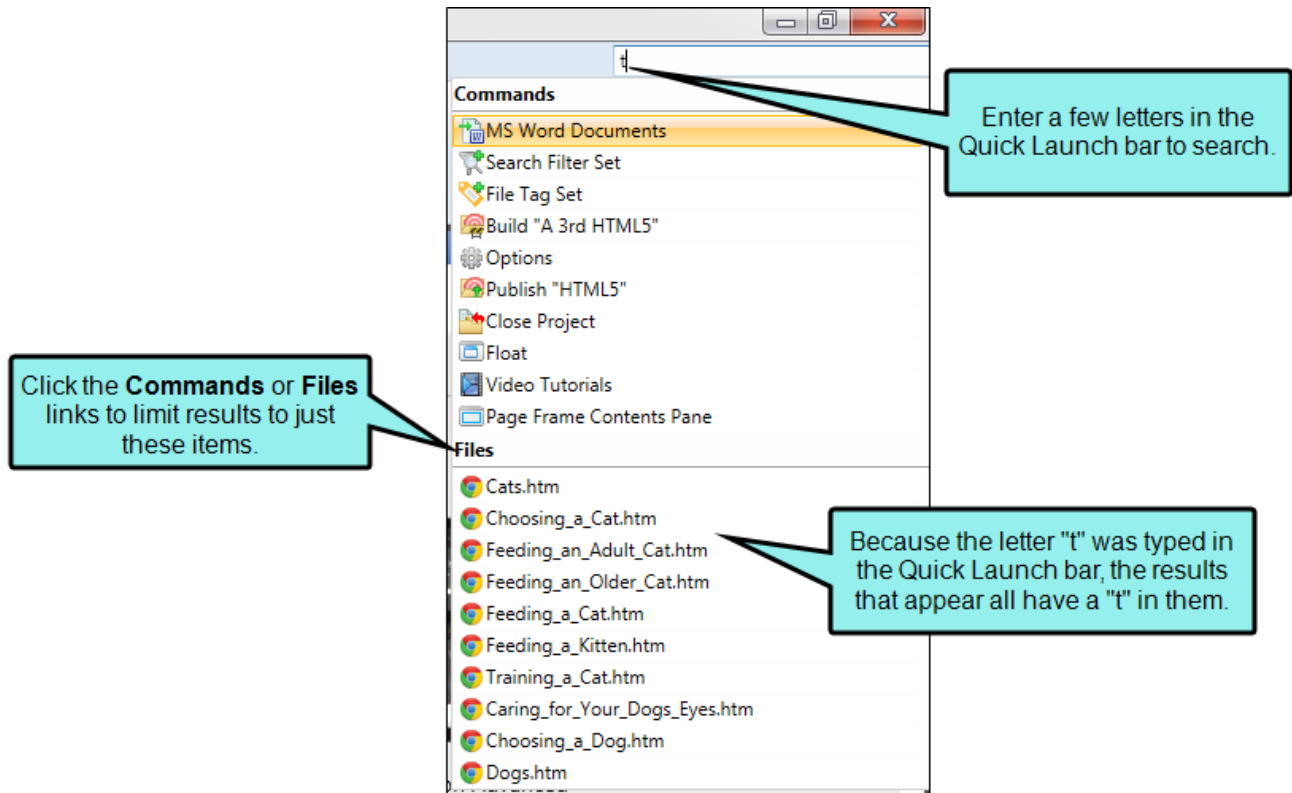 t
Commands
Enter a few letters in the
Quick Launch bar to search.
MS Word Documents
Search Filter Set
File Tag Set
Build "A 3rd HTML5"
Options
Publish "HTML5"
Close Project
Float
Video Tutorials
Page Frame Contents Pane
Click the Commands or Files
links to limit results to just
these items.
Files
Cats.htm
Choosing_a_Cat.htm
Feeding_an_Adult_Cat.htm
Feeding_an_Older_Cat.htm
Feeding_a_Cat.htm
Feeding_a_Kitten.htm
Training_a_Cat.htm
Caring_for_Your_Dogs_Eyes.htm
Choosing_a_Dog.htm
Dogs.htm
Because the letter "t" was typed in
the Quick Launch bar, the results
that appear all have a "t" in them.